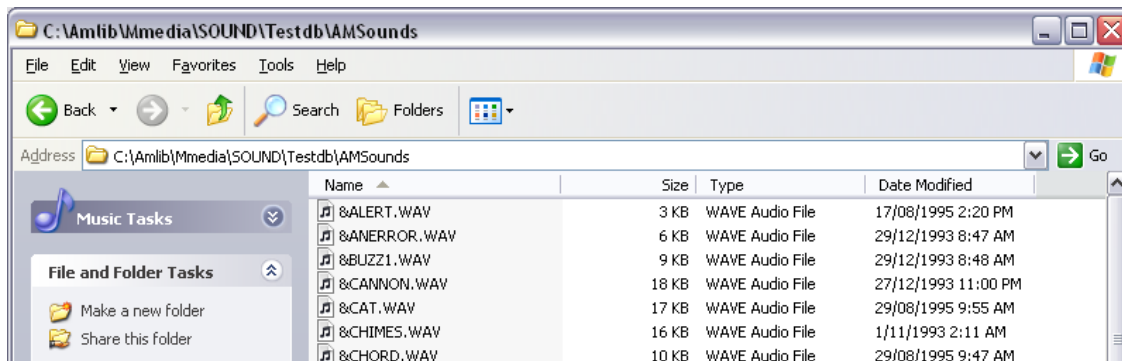 C:\Amlib\Mmedia\SOUND\Testdb\AMSounds
File Edit View Favorites Tools Help
Back Search Folders
Address C:\Amlib\Mmedia\SOUND\Testdb\AMSounds Go
Name Size Type Date Modified
Music Tasks
File and Folder Tasks
Make a new folder
Share this folder
&ALERT.WAV 3 KB WAVE Audio File 17/08/1995 2:20 PM
&ANERROR.WAV 6 KB WAVE Audio File 29/12/1993 8:47 AM
&BUZZ1.WAV 9 KB WAVE Audio File 29/12/1993 8:48 AM
&CANNON.WAV 18 KB WAVE Audio File 27/12/1993 11:00 PM
&CAT.WAV 17 KB WAVE Audio File 29/08/1995 9:55 AM
&CHIMES.WAV 16 KB WAVE Audio File 1/11/1993 2:11 AM
&CHORD.WAV 10 KB WAVE Audio File 29/08/1995 9:47 AM